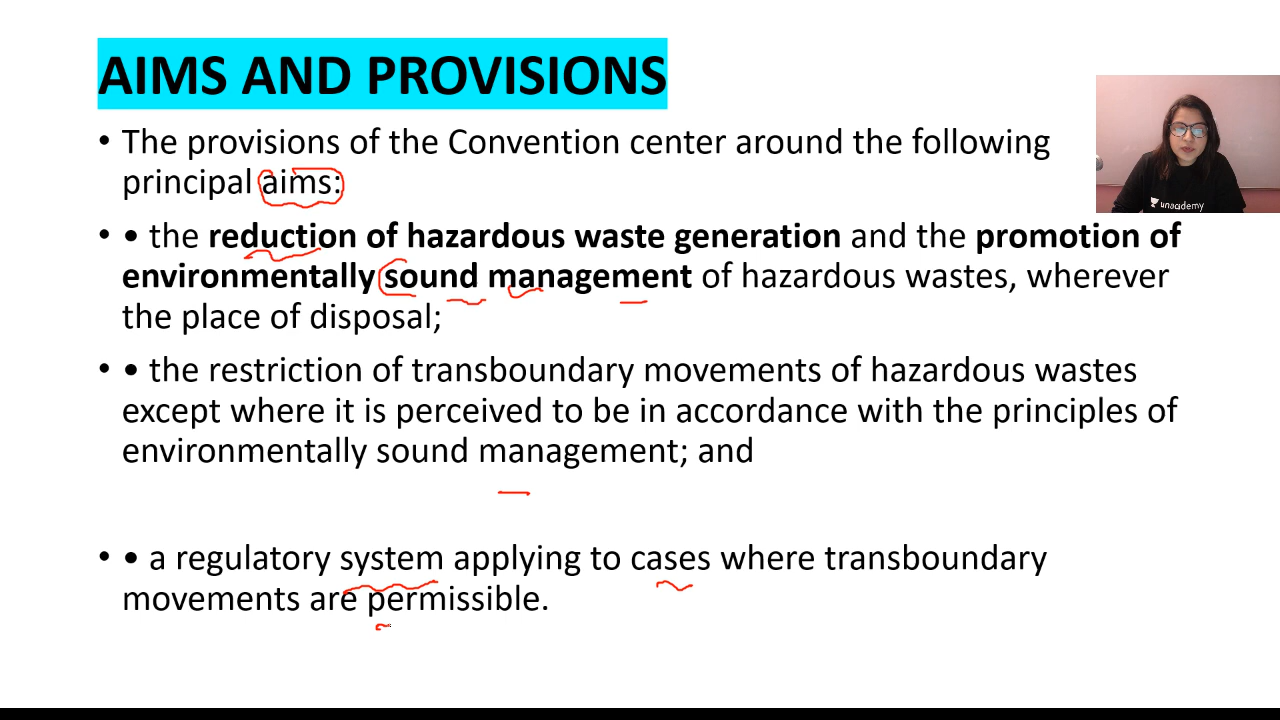 AIMS AND PROVISIONS
• The provisions of the Convention center around the following
principal aims:
• • the reduction of hazardous waste generation and the promotion of
environmentally sound management of hazardous wastes, wherever
the place of disposal;
• • the restriction of transboundary movements of hazardous wastes
except where it is perceived to be in accordance with the principles of
environmentally sound management; and
• • a regulatory system applying to cases where transboundary
movements are permissible.
unacademy